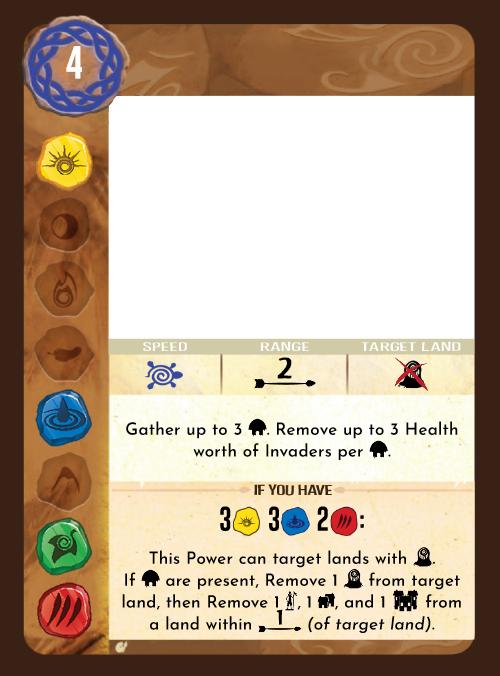 4
SPEED RANGE TARGET LAND
2
Gather up to 3 . Remove up to 3 Health
worth of Invaders per .
IF YOU HAVE
3 3 2 :
This Power can target lands with .
If are present, Remove 1 from target
land, then Remove 1 , 1 , and 1 from
a land within 1 (of target land).